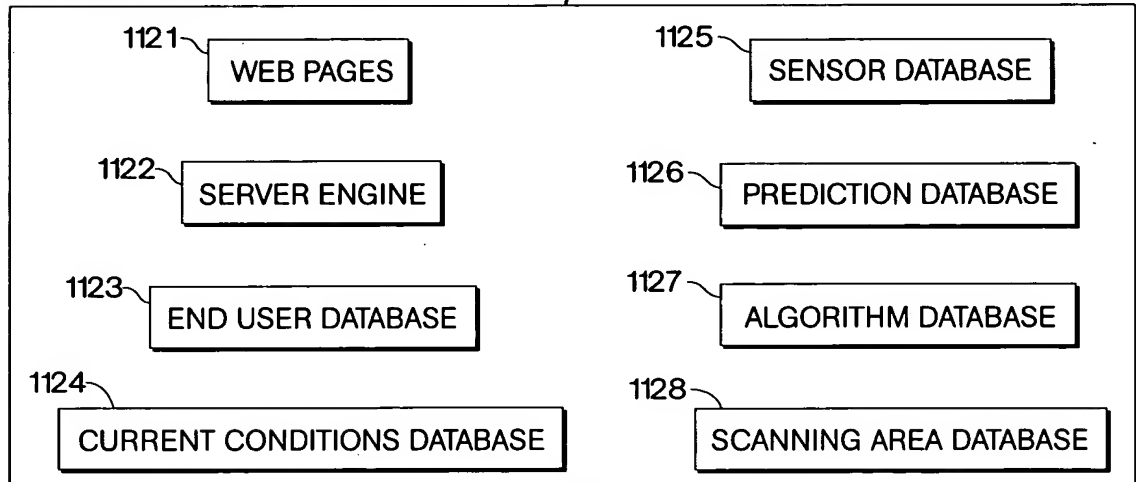 1121 WEB PAGES
1125 SENSOR DATABASE
1122 SERVER ENGINE
1126 PREDICTION DATABASE
1123 END USER DATABASE
1127 ALGORITHM DATABASE
1124 CURRENT CONDITIONS DATABASE
1128 SCANNING AREA DATABASE